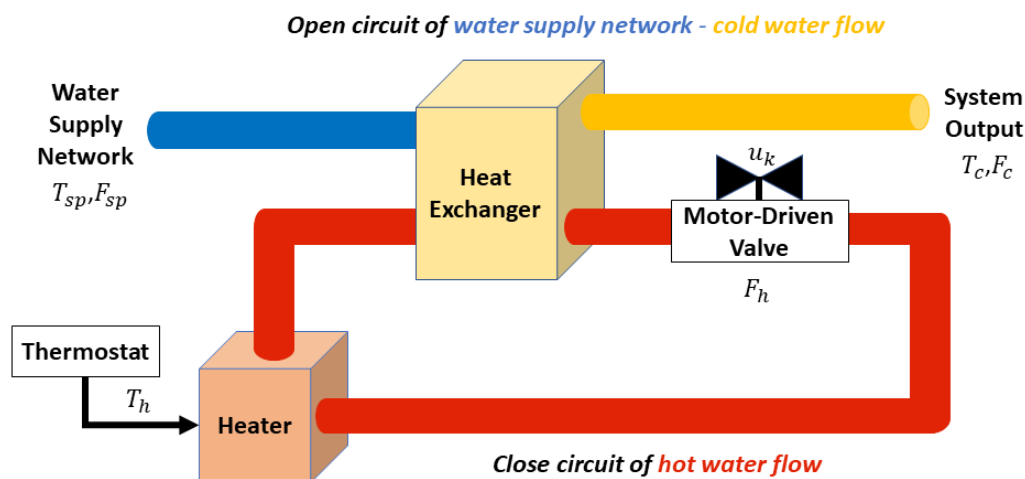 Open circuit of water supply network - cold water flow
Water
Supply
Network
T_sp,F_sp
Heat
Exchanger
System
Output
T_c,F_c
u_k
Motor-Driven
Valve
F_h
Thermostat
T_h
Heater
Close circuit of hot water flow